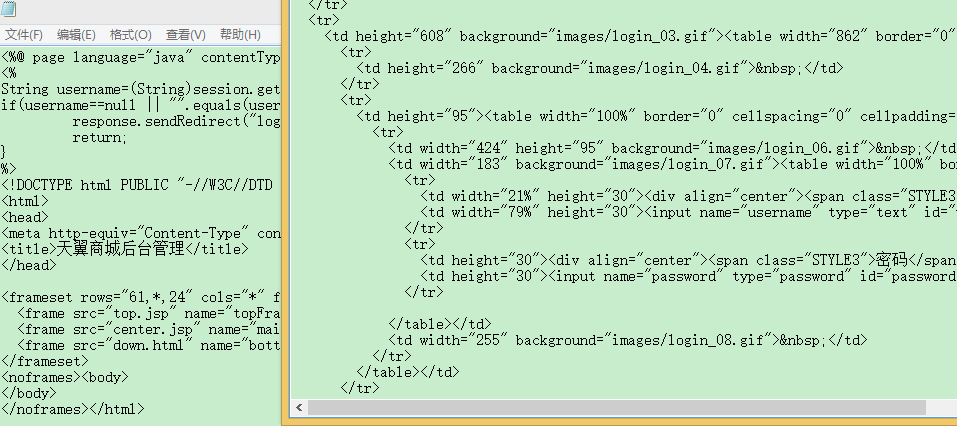 文件(F) 编辑(E) 格式(O) 查看(V) 帮助(H)
<%@ page language="java" contentTyp
<%
String username=(String)session.get
if(username==null || "".equals(user
response.sendRedirect("log
return;
}
%>
<!DOCTYPE html PUBLIC "-//W3C//DTD
<html>
<head>
<meta http-equiv="Content-Type" con
<title>天翼商城后台管理</title>
</head>
<frameset rows="61,*,24" cols="*" f
<frame src="top.jsp" name="topFra
<frame src="center.jsp" name="mai
<frame src="down.html" name="bott
</frameset>
<noframes><body>
</body>
</noframes></html>
</tr>
<tr>
<td height="608" background="images/login_03.gif"><table width="862" border="0"
<tr>
<td height="266" background="images/login_04.gif">&nbsp;</td>
</tr>
<tr>
<td height="95"><table width="100%" border="0" cellspacing="0" cellpadding=
<tr>
<td width="424" height="95" background="images/login_06.gif">&nbsp;</td
<td width="183" background="images/login_07.gif"><table width="100%" bo
<tr>
<td width="21%" height="30"><div align="center"><span class="STYLE3
<td width="79%" height="30"><input name="username" type="text" id="
</tr>
<tr>
<td height="30"><div align="center"><span class="STYLE3">密码</span
<td height="30"><input name="password" type="password" id="password
</tr>
</table></td>
<td width="255" background="images/login_08.gif">&nbsp;</td>
</tr>
</table></td>
</tr>